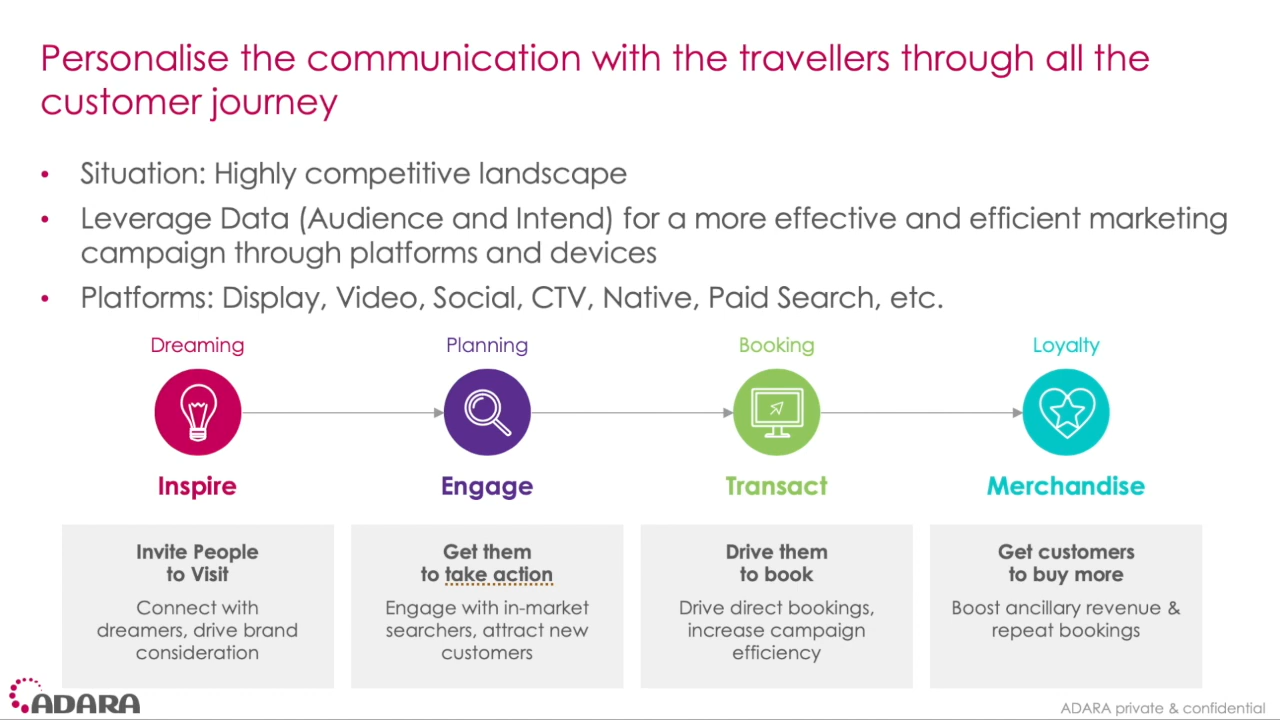 Personalise the communication with the travellers through all the
customer journey
• Situation: Highly competitive landscape
• Leverage Data (Audience and Intend) for a more effective and efficient marketing
campaign through platforms and devices
• Platforms: Display, Video, Social, CTV, Native, Paid Search, etc.
Dreaming
Planning
Booking
Loyalty
Inspire
Engage
Transact
Merchandise
Invite People
to Visit
Connect with
dreamers, drive brand
consideration
Get them
to take action
Engage with in-market
searchers, attract new
customers
Drive them
to book
Drive direct bookings,
increase campaign
efficiency
Get customers
to buy more
Boost ancillary revenue &
repeat bookings
ADARA
ADARA private & confidential